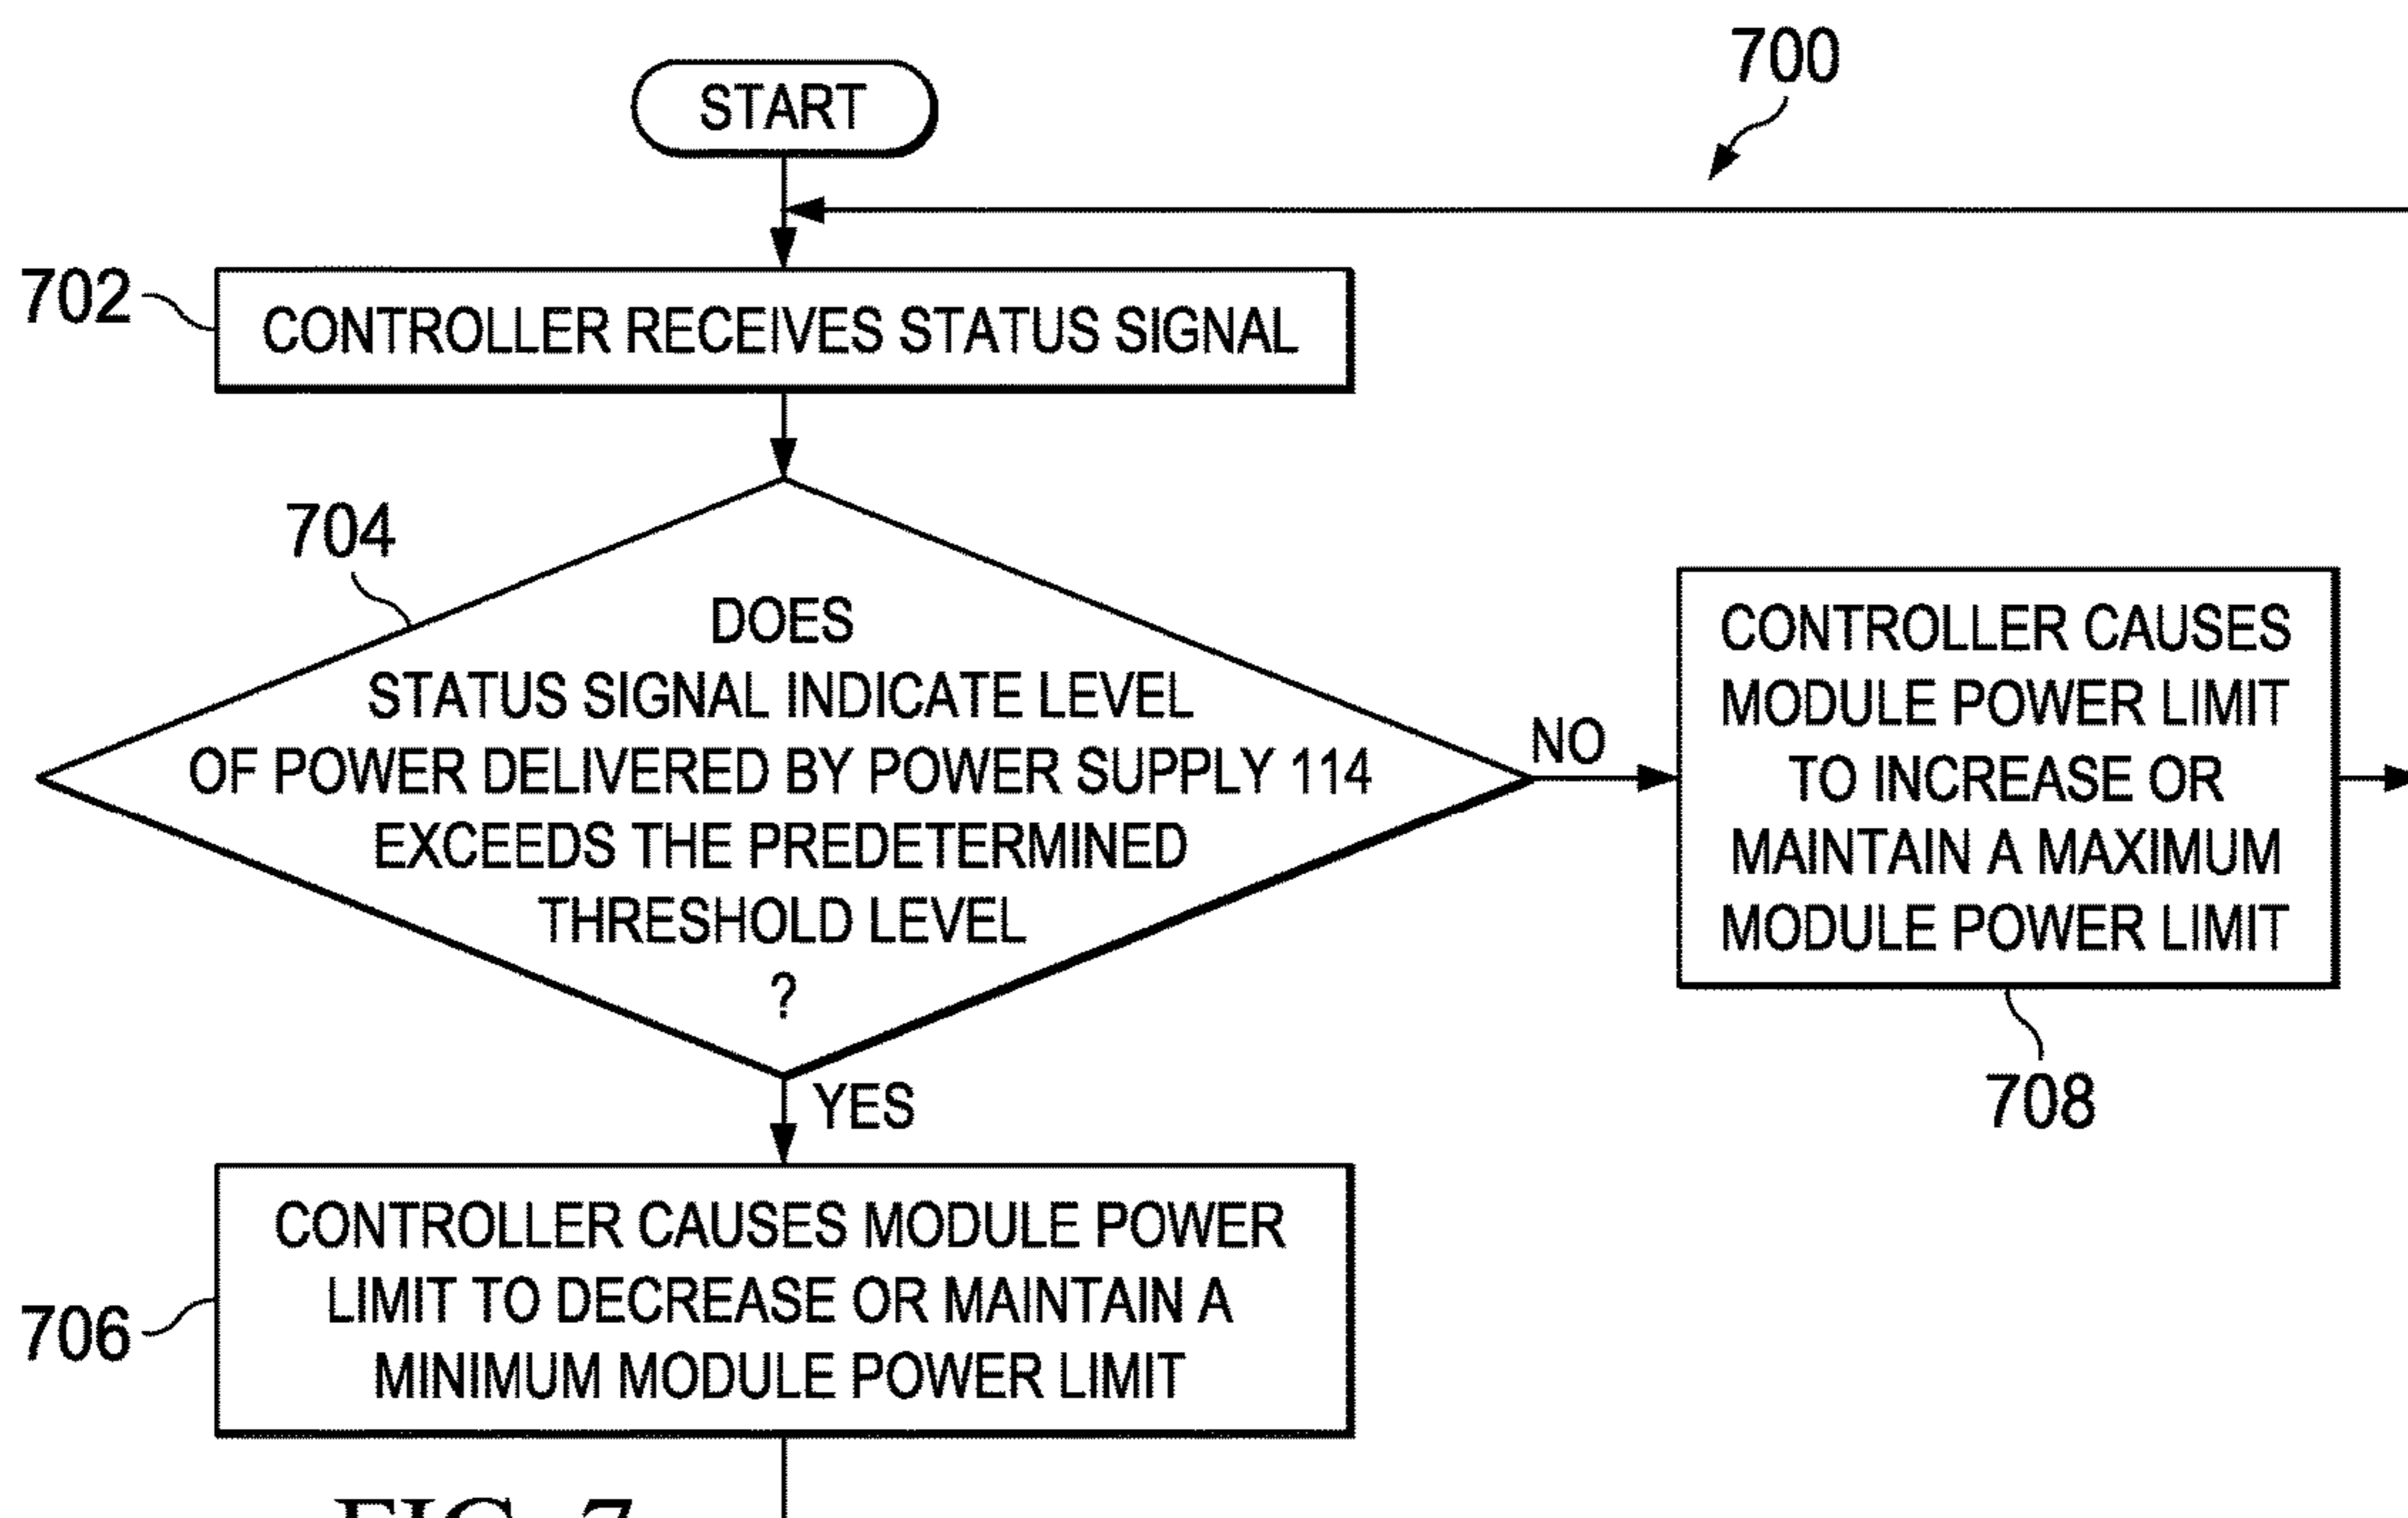 700
START
702
CONTROLLER RECEIVES STATUS SIGNAL
704
DOES
STATUS SIGNAL INDICATE LEVEL
OF POWER DELIVERED BY POWER SUPPLY 114
EXCEEDS THE PREDETERMINED
THRESHOLD LEVEL
?
NO
CONTROLLER CAUSES
MODULE POWER LIMIT
TO INCREASE OR
MAINTAIN A MAXIMUM
MODULE POWER LIMIT
708
YES
706
CONTROLLER CAUSES MODULE POWER
LIMIT TO DECREASE OR MAINTAIN A
MINIMUM MODULE POWER LIMIT
FIG. 7